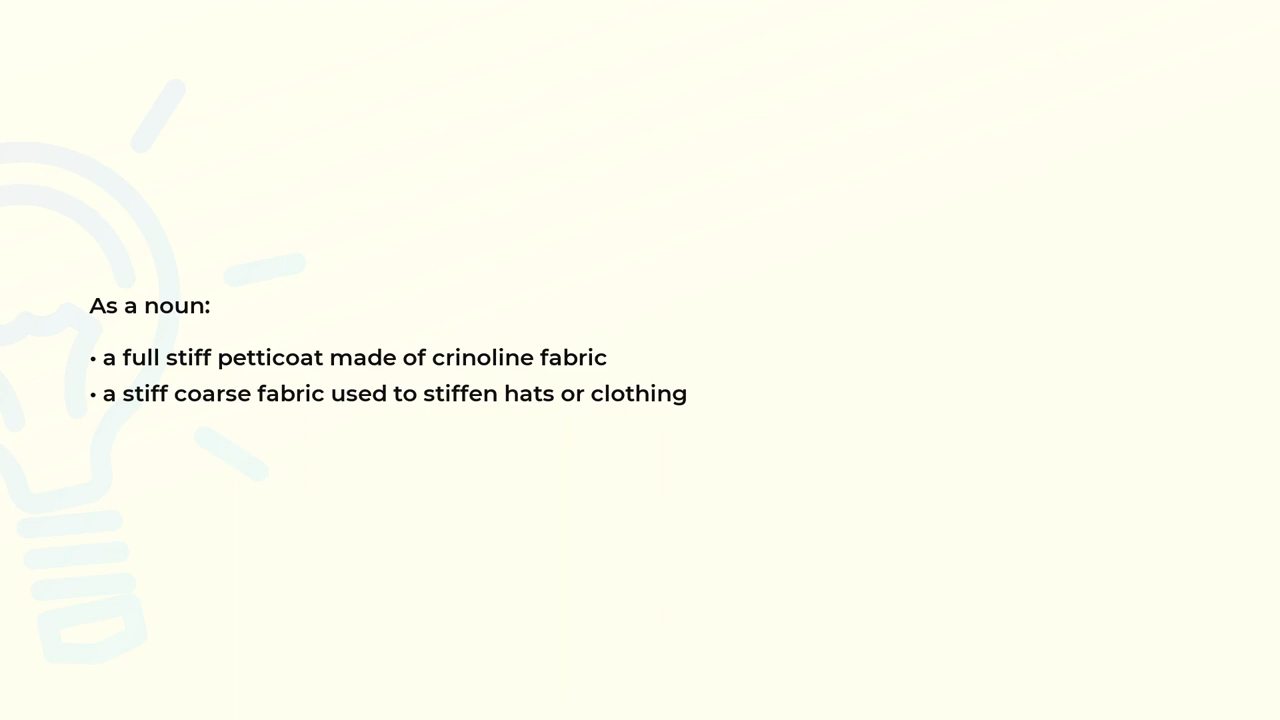 As a noun:
• a full stiff petticoat made of crinoline fabric
• a stiff coarse fabric used to stiffen hats or clothing